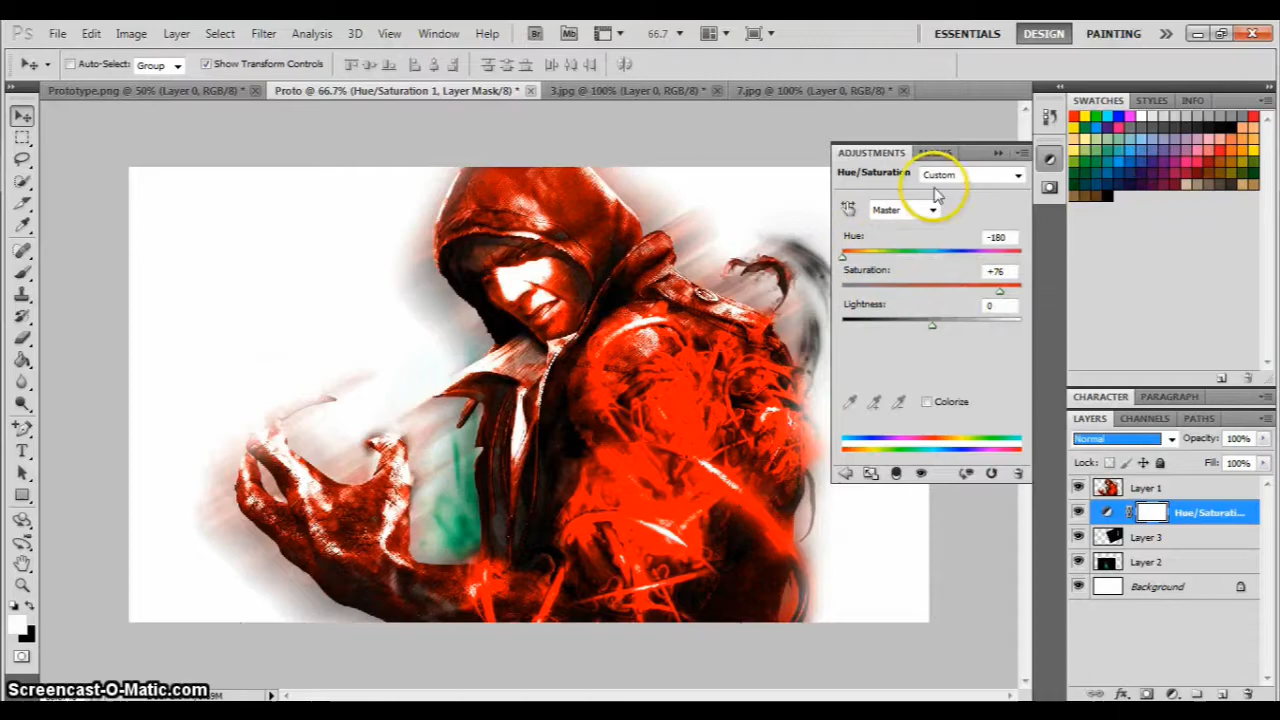 Ps File Edit Image Layer Select Filter Analysis 3D View Window Help Br Mb 66.7 ESSENTIALS DESIGN PAINTING
Auto-Select: Group Show Transform Controls
Prototype.png @ 50% (Layer 0, RGB/8) * Proto @ 66.7% (Hue/Saturation 1, Layer Mask/8) * 3.jpg @ 100% (Layer 0, RGB/8) * 7.jpg @ 100% (Layer 0, RGB/8) *
SWATCHES STYLES INFO
ADJUSTMENTS
Hue/Saturation Custom
Master
Hue: -180
Saturation: +76
Lightness: 0
Colorize
CHARACTER PARAGRAPH
LAYERS CHANNELS PATHS
Normal Opacity: 100%
Lock: Fill: 100%
Layer 1
Hue/Saturati...
Layer 3
Layer 2
Background
T
Screencast-O-Matic.com